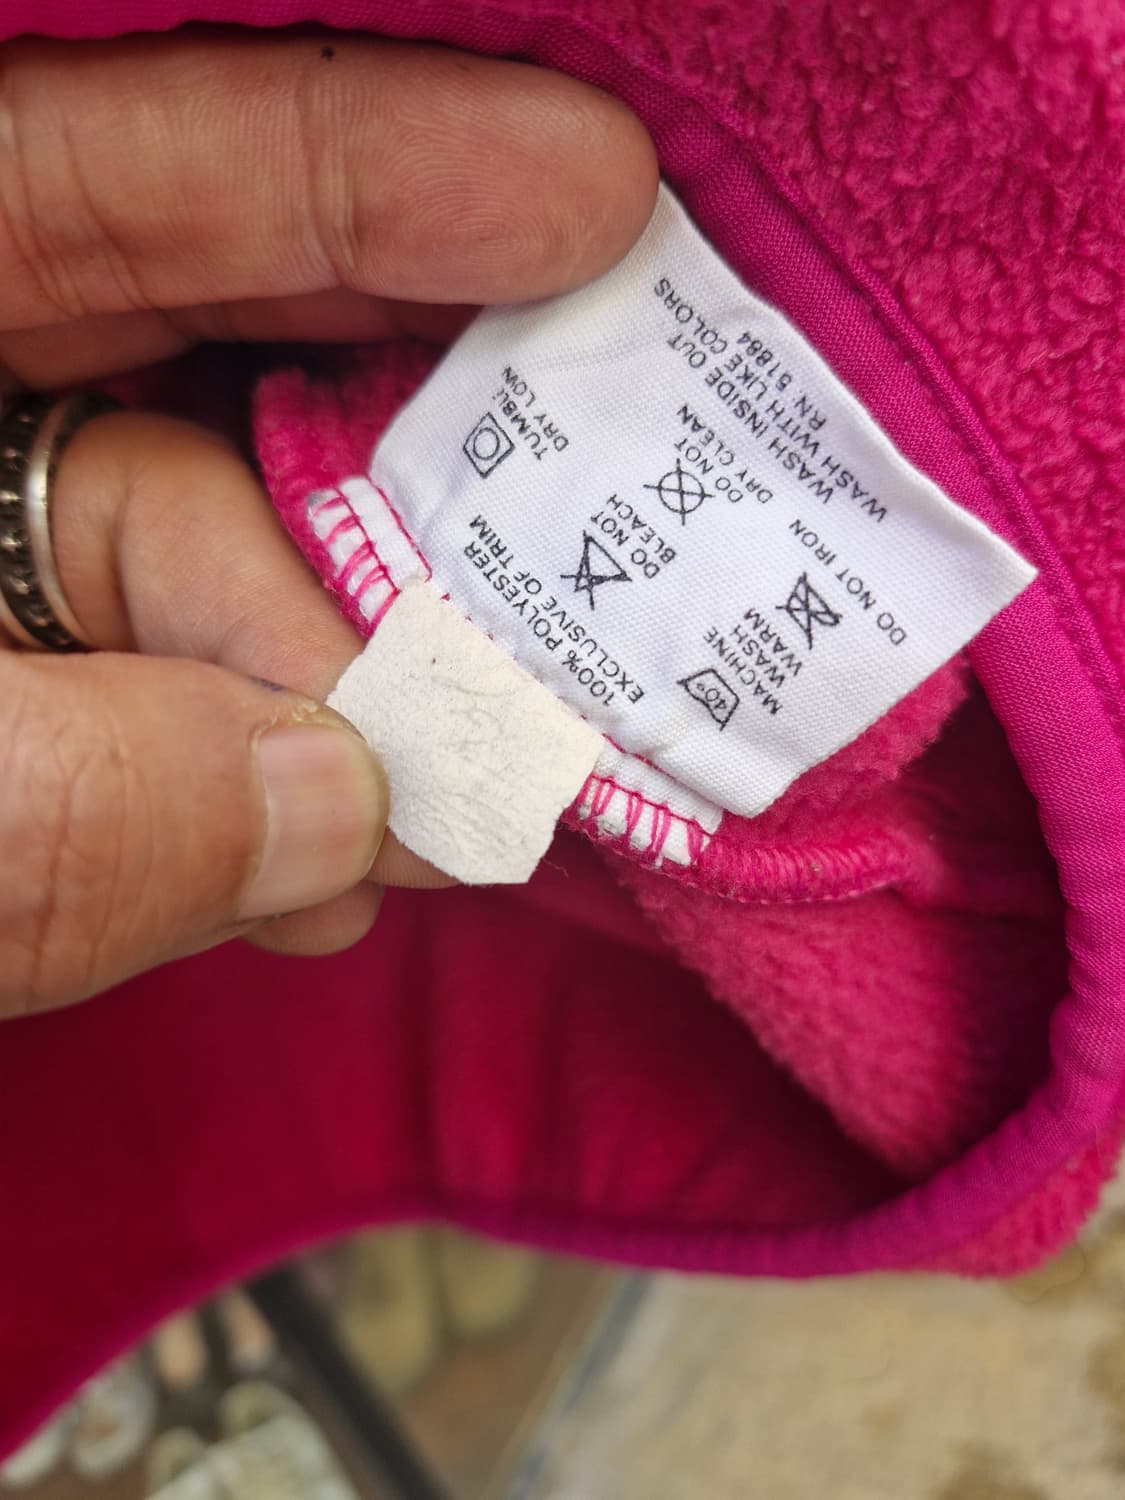 100% POLYESTER
EXCLUSIVE OF TRIM
40°
MACHINE
WASH
WARM
DO NOT
BLEACH
DO NOT IRON
DO NOT
DRY CLEAN
DRY LOW
WASH INSIDE OUT
WASH WITH LIKE COLORS
RN. 51884